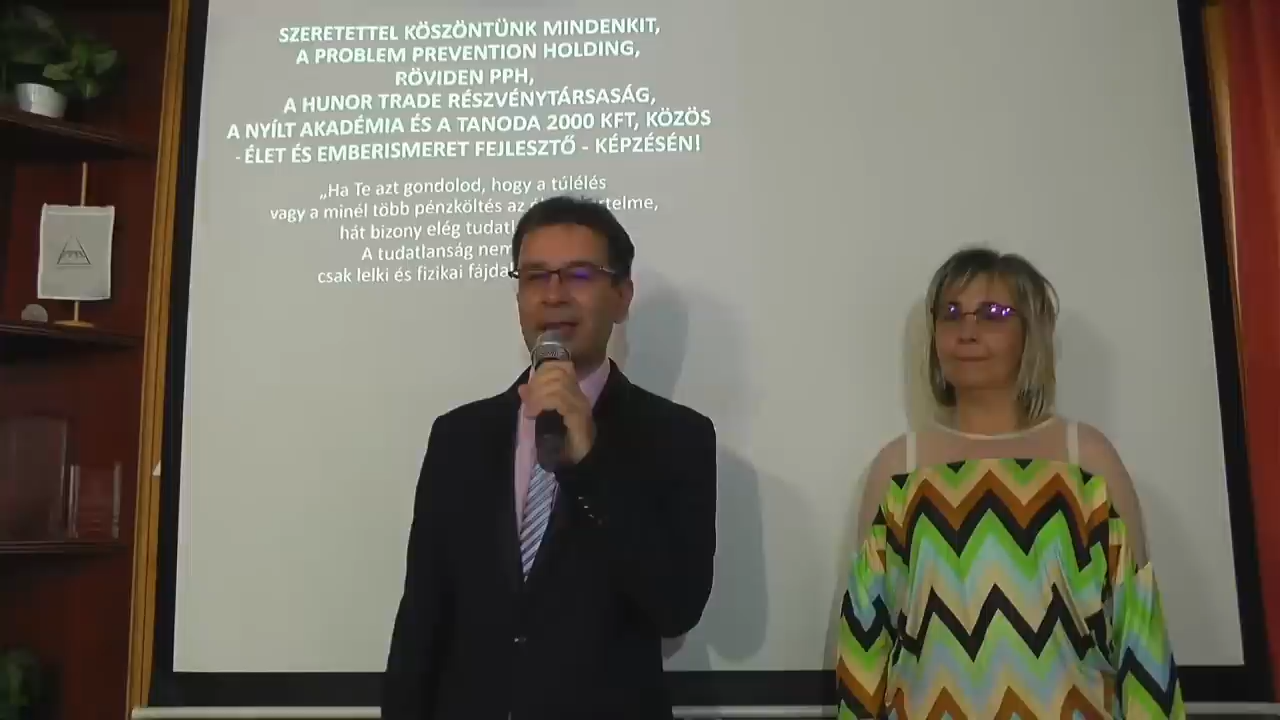 SZERETETTEL KÖSZÖNTÜNK MINDENKIT,
A PROBLEM PREVENTION HOLDING,
RÖVIDEN PPH,
A HUNOR TRADE RÉSZVÉNYTÁRSASÁG,
A NYÍLT AKADÉMIA ÉS A TANODA 2000 KFT, KÖZÖS
- ÉLET ÉS EMBERISMERET FEJLESZTŐ - KÉPZÉSÉN!
„Ha Te azt gondolod, hogy a túlélés
vagy a minél több pénzköltés az
hát bizony elég
A tudatlanság nem
csak lelki és fizikai